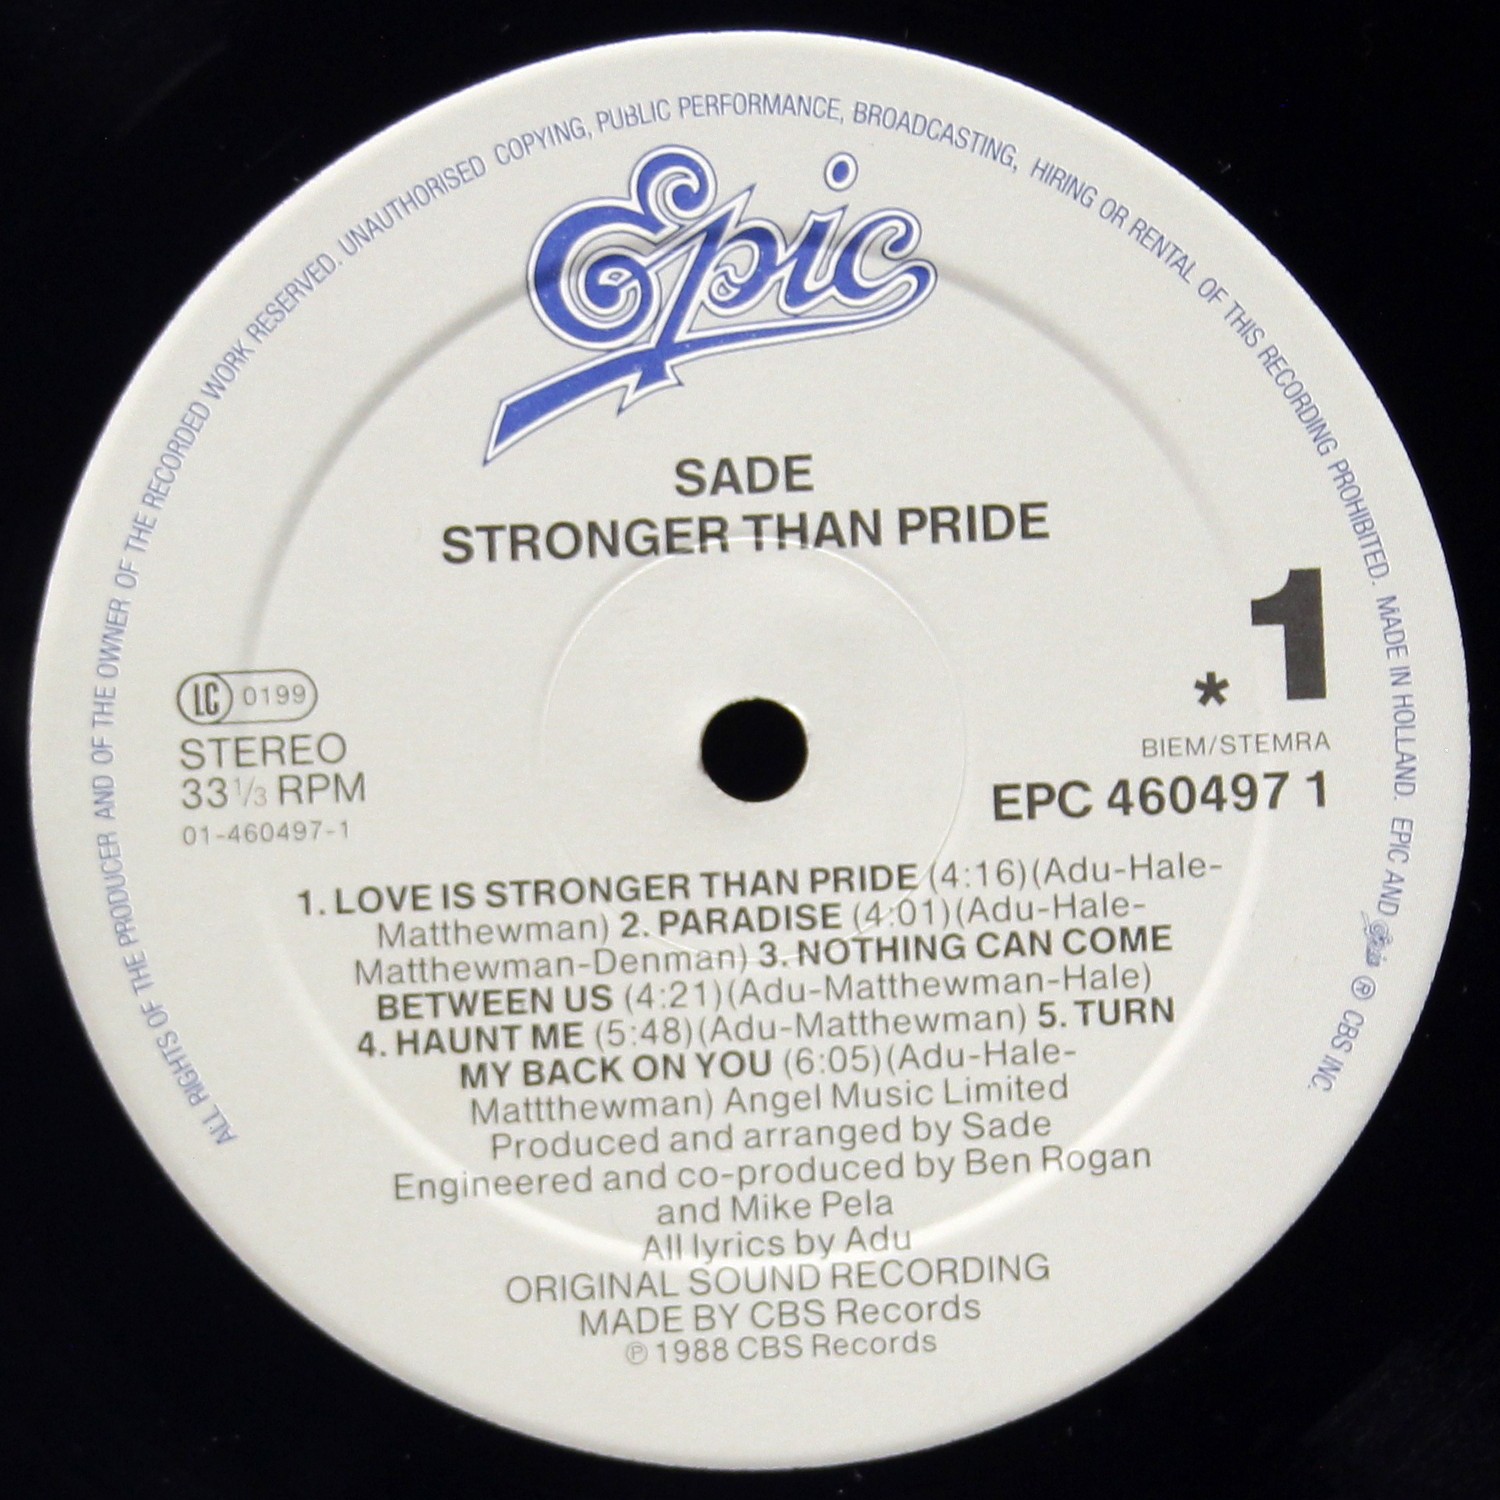 ALL RIGHTS OF THE PRODUCER AND OF THE OWNER OF THE RECORDED WORK RESERVED. UNAUTHORISED COPYING, PUBLIC PERFORMANCE, BROADCASTING, HIRING OR RENTAL OF THIS RECORDING PROHIBITED. MADE IN HOLLAND. EPIC AND Epic ® CBS INC.
Epic
SADE
STRONGER THAN PRIDE
1
*
BIEM/STEMRA
EPC 460497 1
LC 0199
STEREO
33 1/3 RPM
01-460497-1
1. LOVE IS STRONGER THAN PRIDE (4:16)(Adu-Hale-
Matthewman) 2. PARADISE (4:01)(Adu-Hale-
Matthewman-Denman) 3. NOTHING CAN COME
BETWEEN US (4:21)(Adu-Matthewman-Hale)
4. HAUNT ME (5:48)(Adu-Matthewman) 5. TURN
MY BACK ON YOU (6:05)(Adu-Hale-
Mattthewman) Angel Music Limited
Produced and arranged by Sade
Engineered and co-produced by Ben Rogan
and Mike Pela
All lyrics by Adu
ORIGINAL SOUND RECORDING
MADE BY CBS Records
℗ 1988 CBS Records